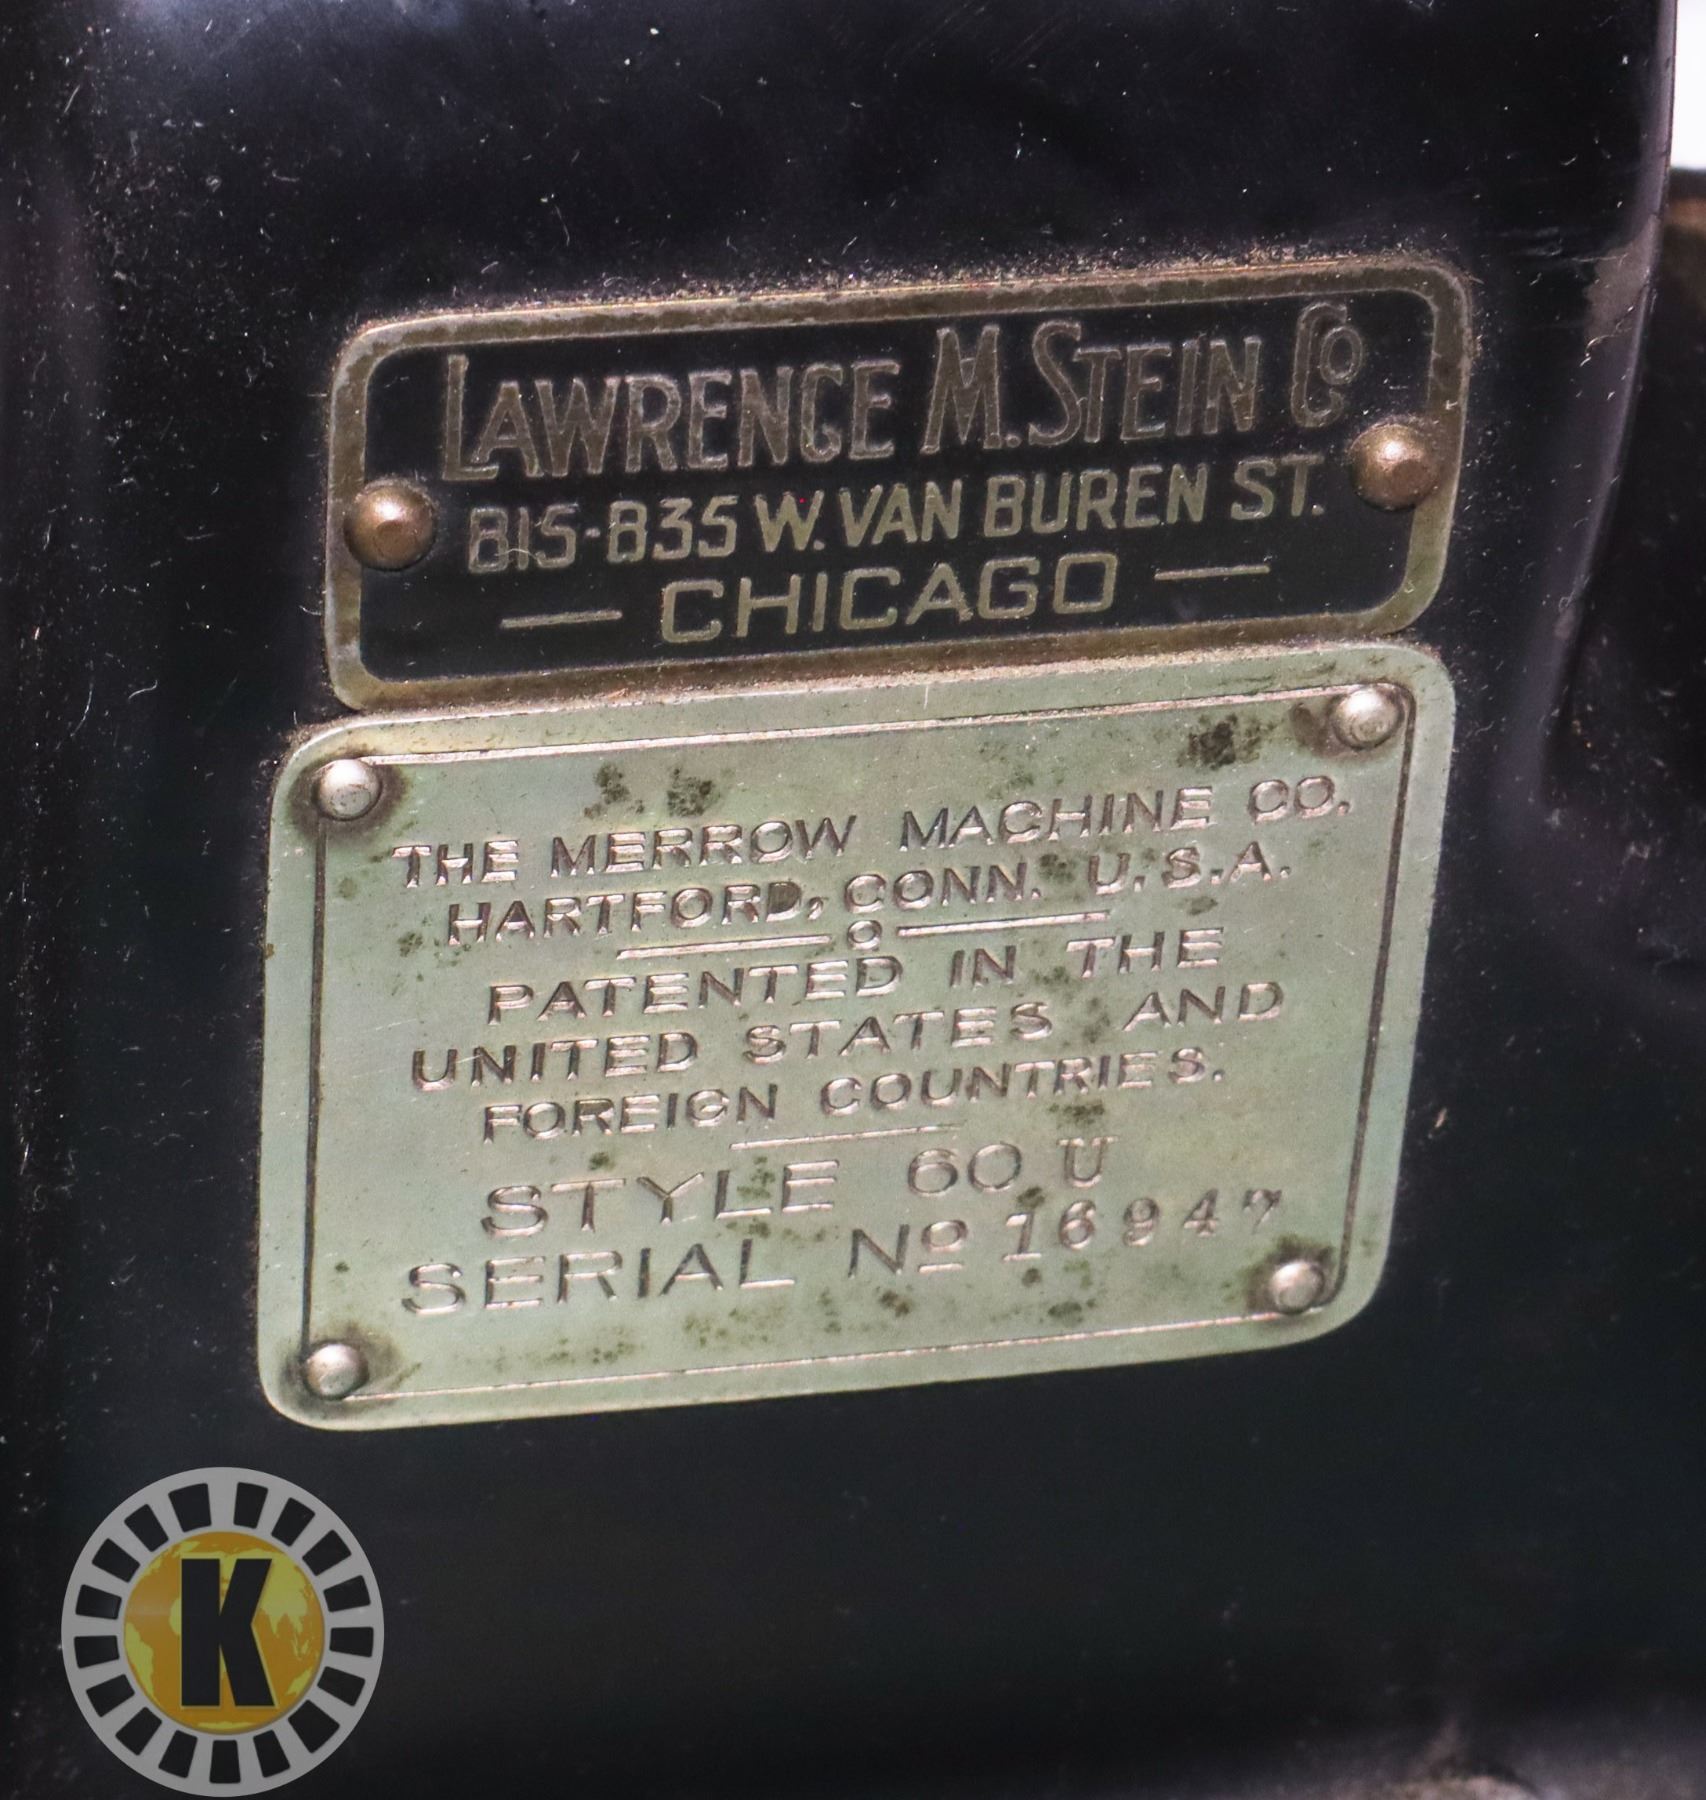 LAWRENCE M. STEIN CO
815-835 W. VAN BUREN ST.
— CHICAGO —
THE MERROW MACHINE CO.
HARTFORD, CONN. U.S.A.
PATENTED IN THE
UNITED STATES AND
FOREIGN COUNTRIES.
STYLE 60 U
SERIAL Nº 16947
K